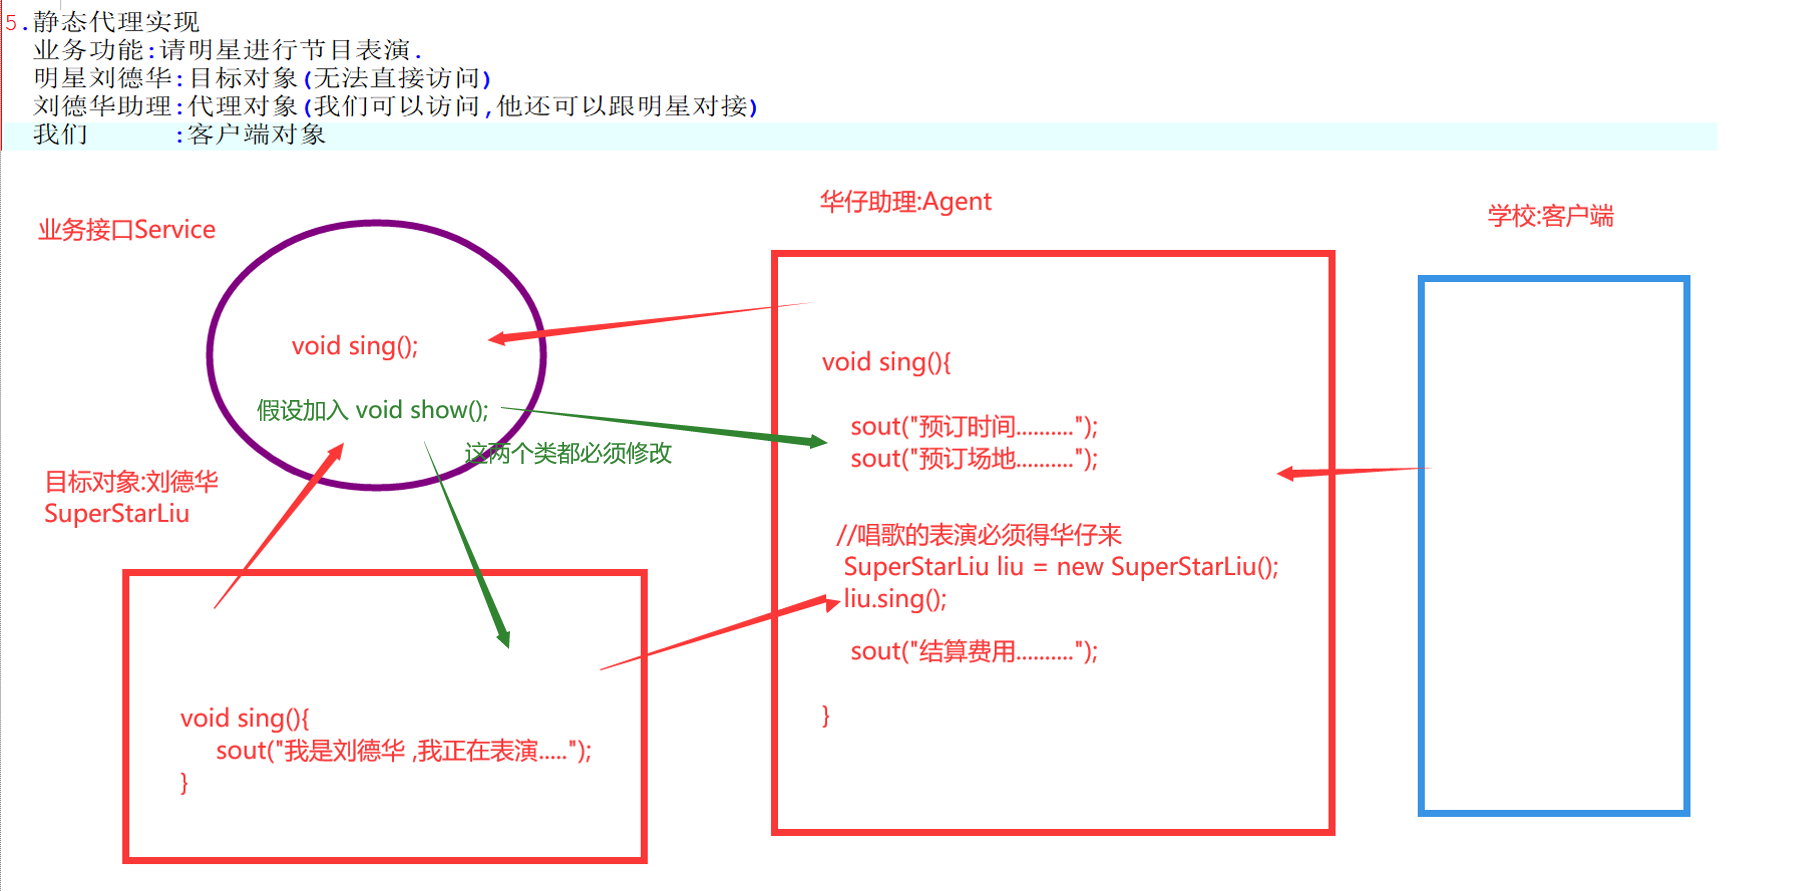 5.静态代理实现
业务功能:请明星进行节目表演.
明星刘德华:目标对象(无法直接访问)
刘德华助理:代理对象(我们可以访问,他还可以跟明星对接)
我们      :客户端对象
业务接口Service
void sing();
假设加入 void show();
这两个类都必须修改
目标对象:刘德华
SuperStarLiu
void sing(){
sout("我是刘德华 ,我正在表演.....");
}
华仔助理:Agent
void sing(){
sout("预订时间..........");
sout("预订场地..........");
//唱歌的表演必须得华仔来
SuperStarLiu liu = new SuperStarLiu();
liu.sing();
sout("结算费用..........");
}
学校:客户端